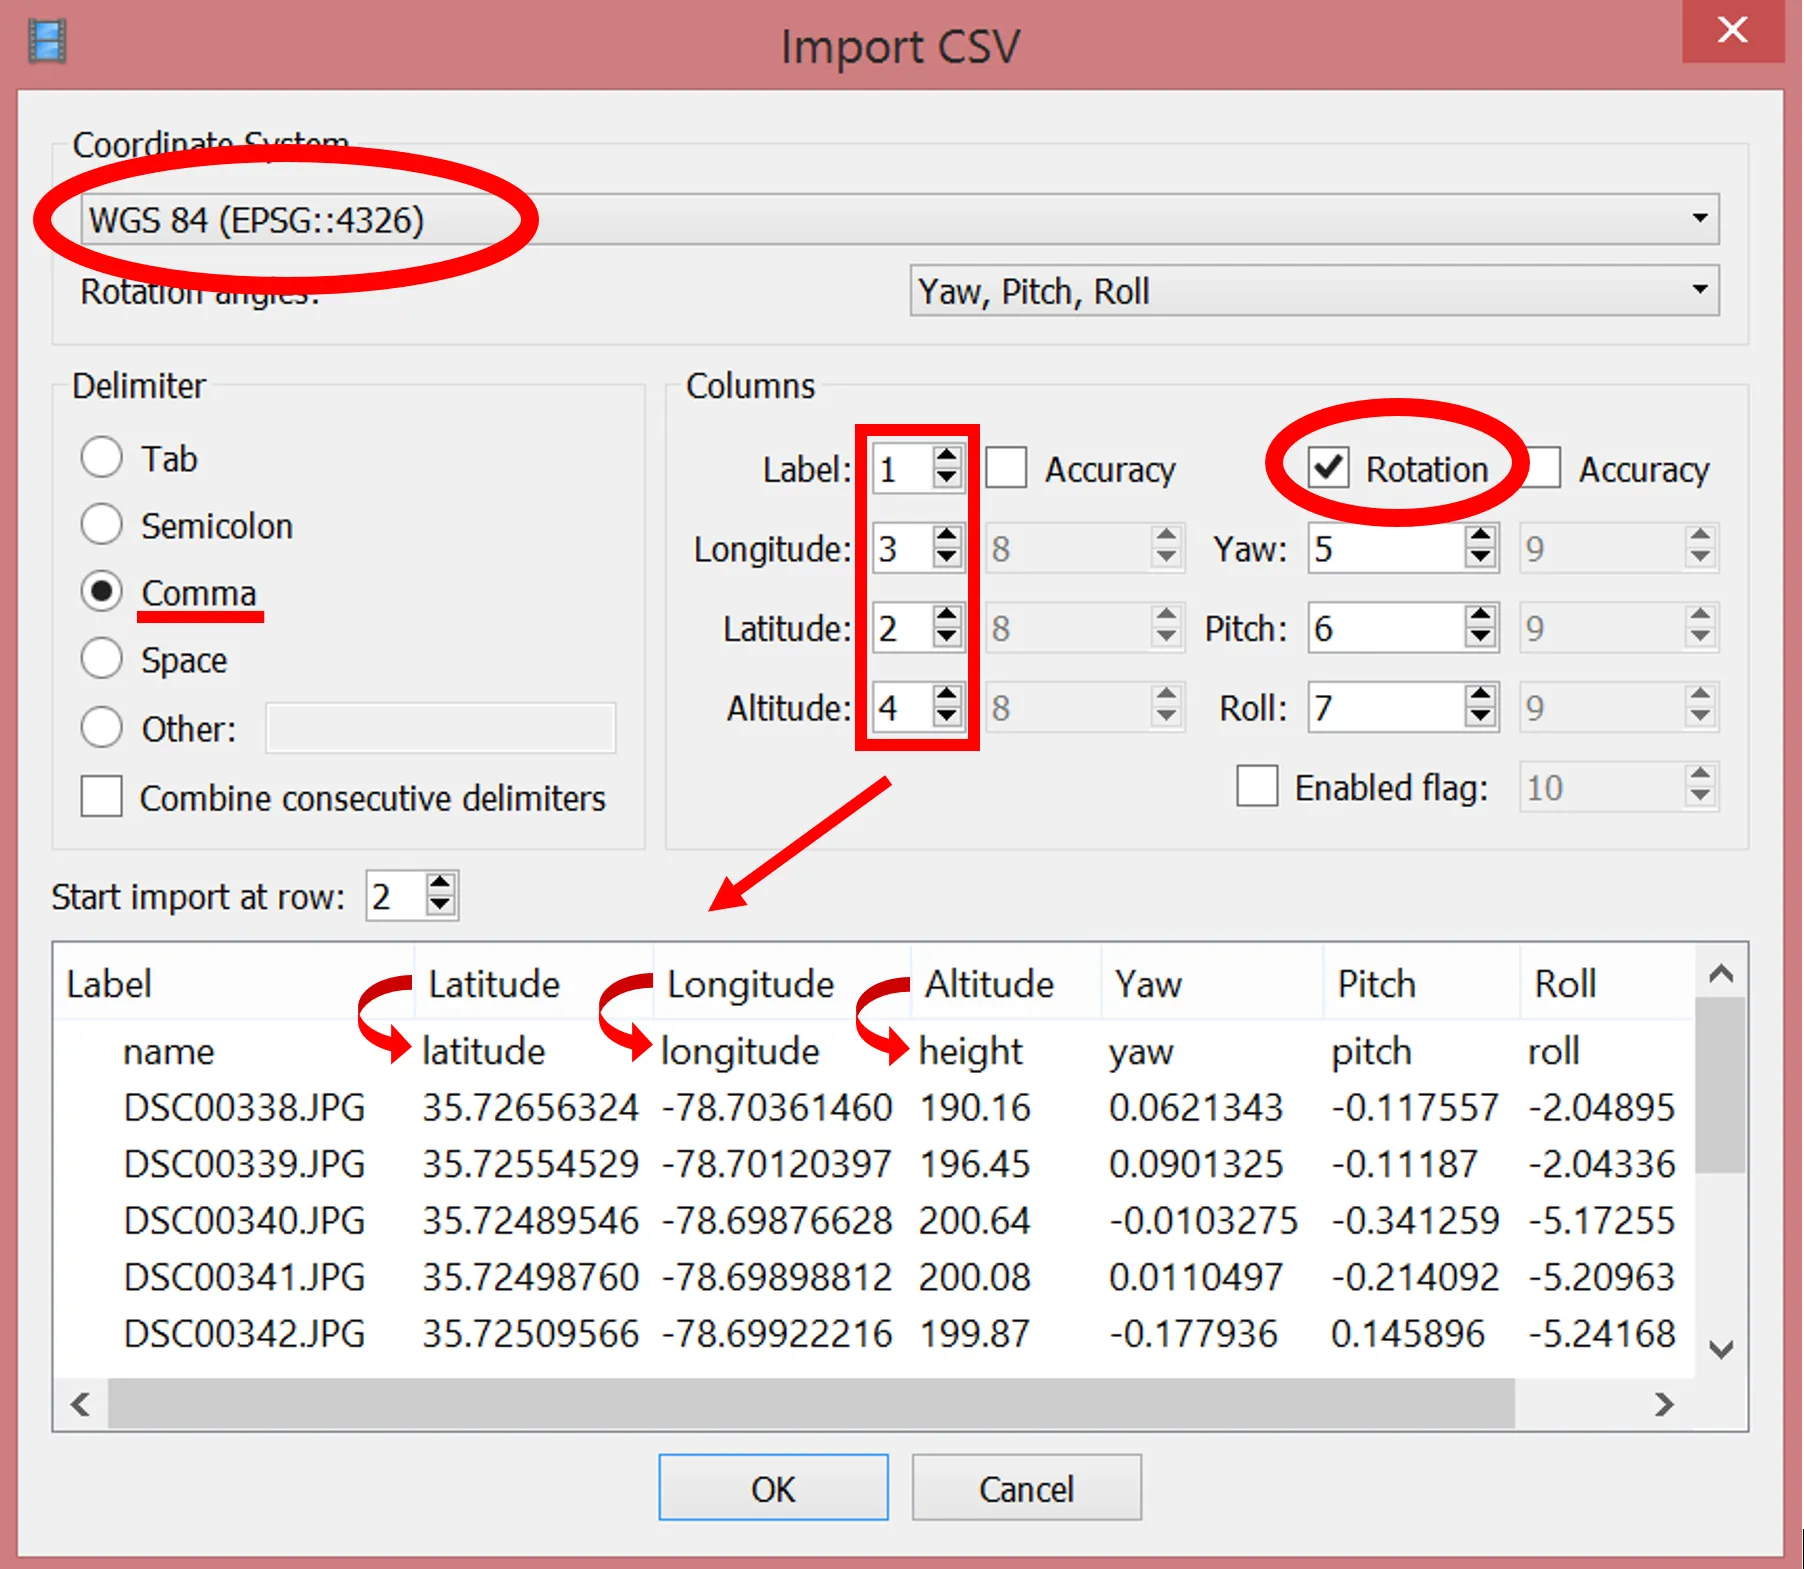 Import CSV
Coordinate System
WGS 84 (EPSG::4326)
Rotation angles:
Yaw, Pitch, Roll
Delimiter
Tab
Semicolon
Comma
Space
Other:
Combine consecutive delimiters
Columns
Label: 1 Accuracy Rotation Accuracy
Longitude: 3 8 Yaw: 5 9
Latitude: 2 8 Pitch: 6 9
Altitude: 4 8 Roll: 7 9
Enabled flag: 10
Start import at row: 2
Label Latitude Longitude Altitude Yaw Pitch Roll
name latitude longitude height yaw pitch roll
DSC00338.JPG 35.72656324 -78.70361460 190.16 0.0621343 -0.117557 -2.04895
DSC00339.JPG 35.72554529 -78.70120397 196.45 0.0901325 -0.11187 -2.04336
DSC00340.JPG 35.72489546 -78.69876628 200.64 -0.0103275 -0.341259 -5.17255
DSC00341.JPG 35.72498760 -78.69898812 200.08 0.0110497 -0.214092 -5.20963
DSC00342.JPG 35.72509566 -78.69922216 199.87 -0.177936 0.145896 -5.24168
OK Cancel